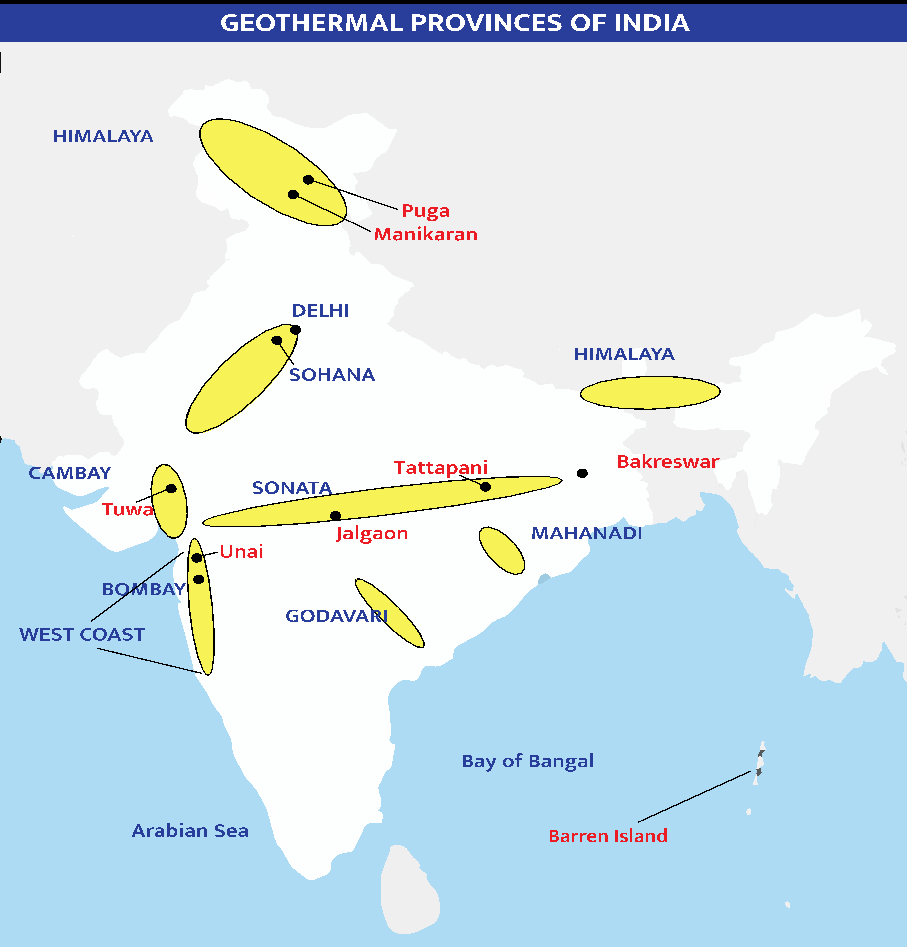 GEOTHERMAL PROVINCES OF INDIA
HIMALAYA
Puga
Manikaran
DELHI
HIMALAYA
SOHANA
CAMBAY
Tattapani
Bakreswar
SONATA
Tuwa
Jalgaon
MAHANADI
Unai
BOMBAY
GODAVARI
WEST COAST
Bay of Bangal
Arabian Sea
Barren Island